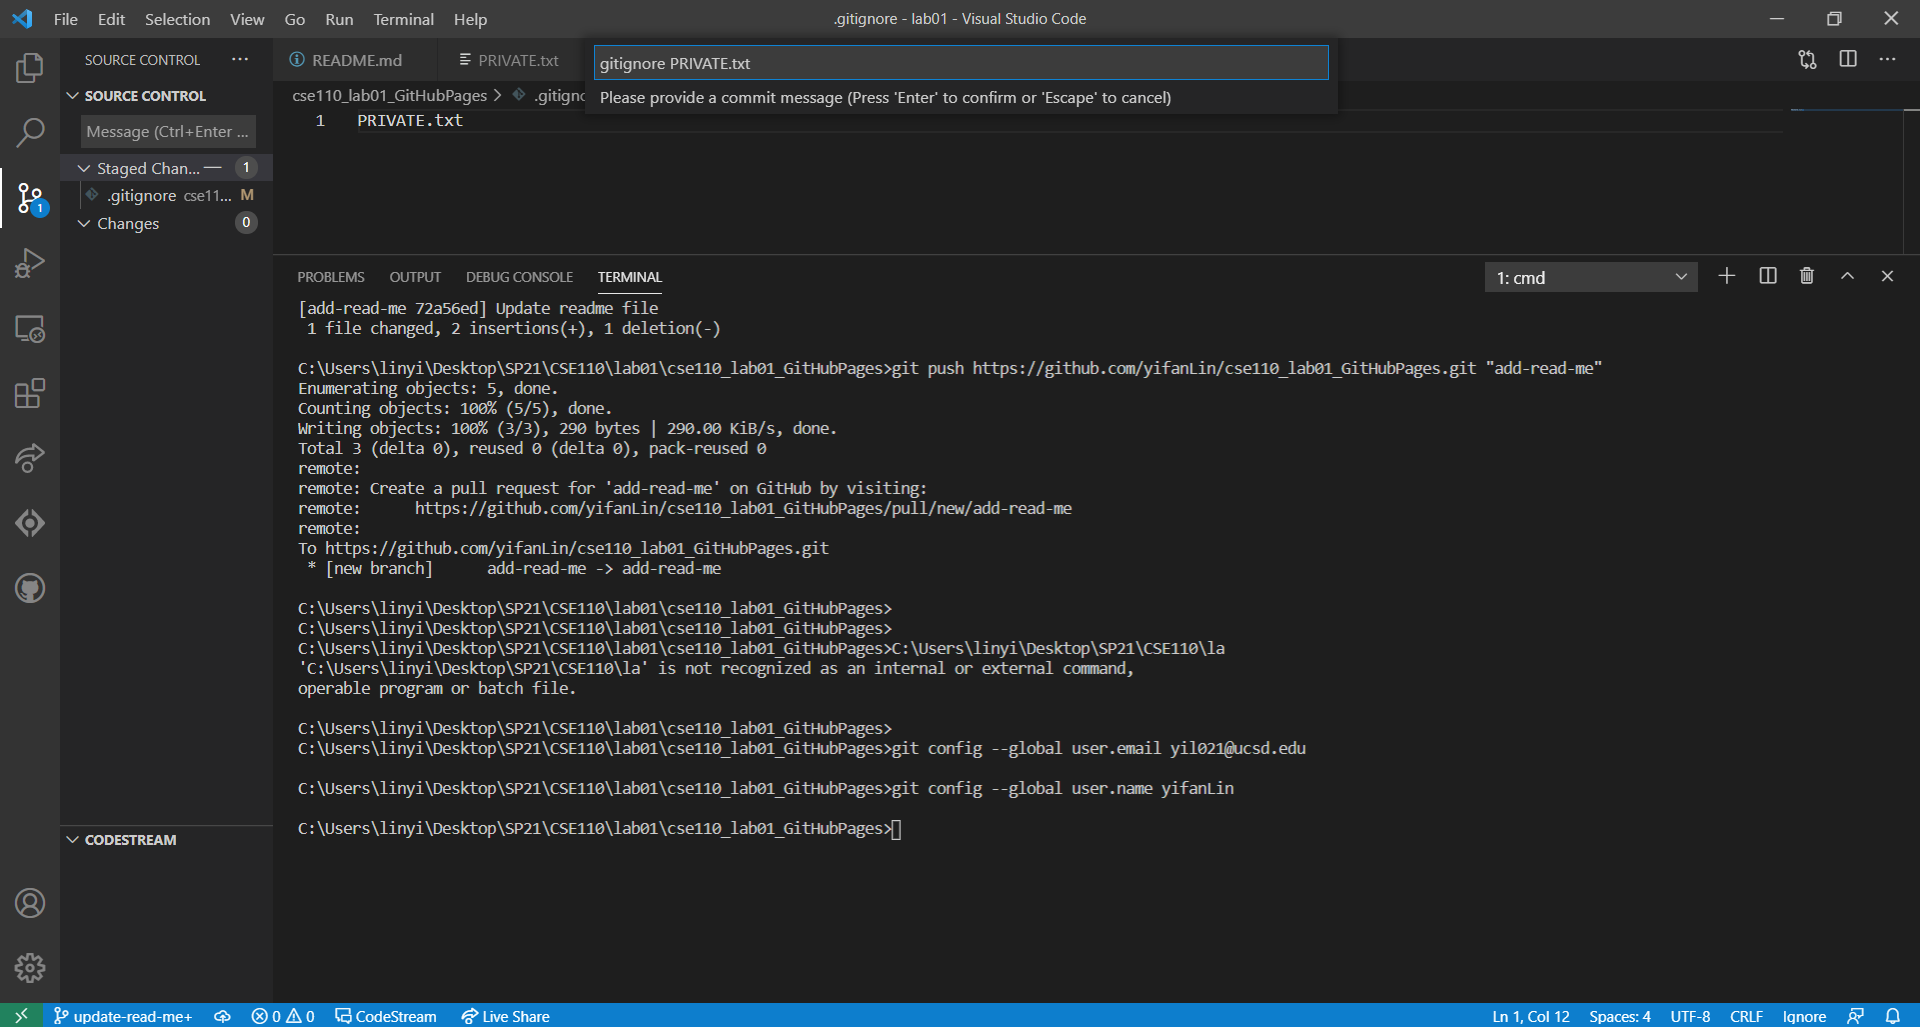 File Edit Selection View Go Run Terminal Help
.gitignore - lab01 - Visual Studio Code
SOURCE CONTROL
README.md
PRIVATE.txt
gitignore PRIVATE.txt
Please provide a commit message (Press 'Enter' to confirm or 'Escape' to cancel)
SOURCE CONTROL
Message (Ctrl+Enter ...
Staged Chan... 1
.gitignore cse11... M
Changes 0
1
cse110_lab01_GitHubPages > .gitigno
1 PRIVATE.txt
PROBLEMS OUTPUT DEBUG CONSOLE TERMINAL
1: cmd
[add-read-me 72a56ed] Update readme file
1 file changed, 2 insertions(+), 1 deletion(-)
C:\Users\linyi\Desktop\SP21\CSE110\lab01\cse110_lab01_GitHubPages>git push https://github.com/yifanLin/cse110_lab01_GitHubPages.git "add-read-me"
Enumerating objects: 5, done.
Counting objects: 100% (5/5), done.
Writing objects: 100% (3/3), 290 bytes | 290.00 KiB/s, done.
Total 3 (delta 0), reused 0 (delta 0), pack-reused 0
remote:
remote: Create a pull request for 'add-read-me' on GitHub by visiting:
remote: https://github.com/yifanLin/cse110_lab01_GitHubPages/pull/new/add-read-me
remote:
To https://github.com/yifanLin/cse110_lab01_GitHubPages.git
* [new branch] add-read-me -> add-read-me
C:\Users\linyi\Desktop\SP21\CSE110\lab01\cse110_lab01_GitHubPages>
C:\Users\linyi\Desktop\SP21\CSE110\lab01\cse110_lab01_GitHubPages>
C:\Users\linyi\Desktop\SP21\CSE110\lab01\cse110_lab01_GitHubPages>C:\Users\linyi\Desktop\SP21\CSE110\la
'C:\Users\linyi\Desktop\SP21\CSE110\la' is not recognized as an internal or external command,
operable program or batch file.
C:\Users\linyi\Desktop\SP21\CSE110\lab01\cse110_lab01_GitHubPages>
C:\Users\linyi\Desktop\SP21\CSE110\lab01\cse110_lab01_GitHubPages>git config --global user.email yil021@ucsd.edu
C:\Users\linyi\Desktop\SP21\CSE110\lab01\cse110_lab01_GitHubPages>git config --global user.name yifanLin
C:\Users\linyi\Desktop\SP21\CSE110\lab01\cse110_lab01_GitHubPages>
CODESTREAM
update-read-me+ 0 0 CodeStream Live Share
Ln 1, Col 12 Spaces: 4 UTF-8 CRLF Ignore